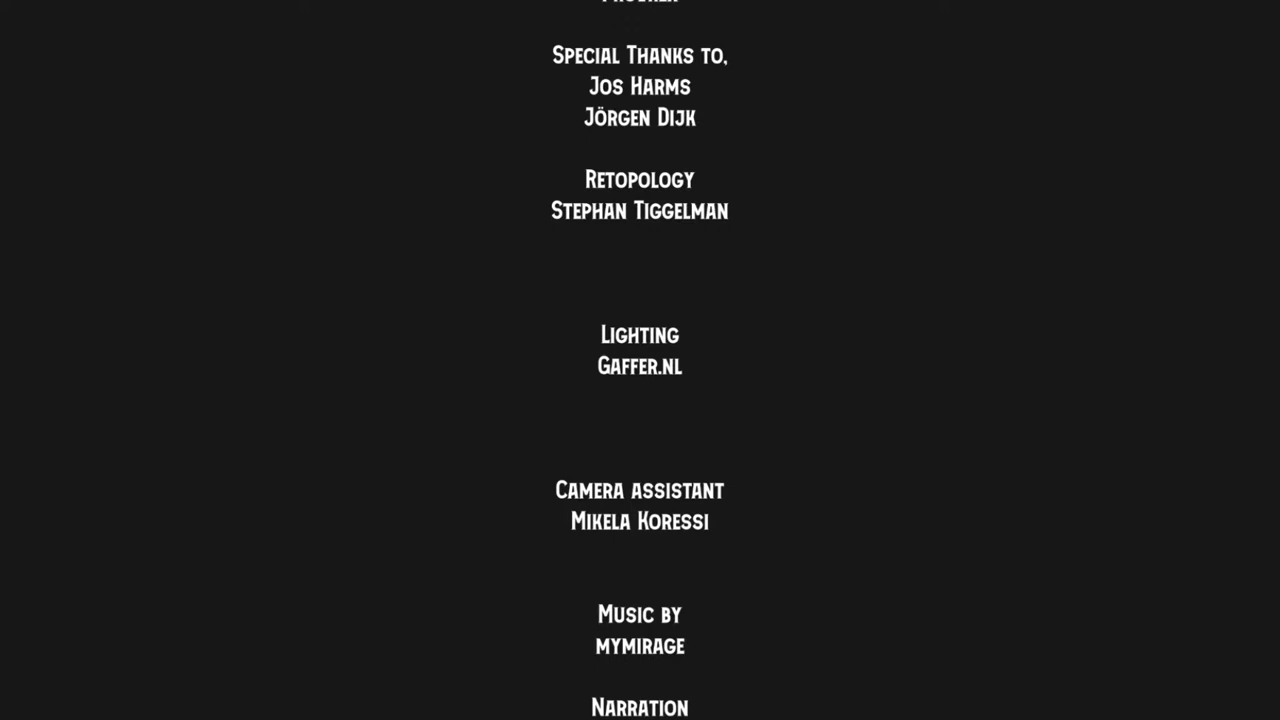 Special Thanks to,
Jos Harms
Jörgen Dijk
Retopology
Stephan Tiggelman
Lighting
Gaffer.nl
Camera assistant
Mikela Koressi
Music by
mymirage
Narration